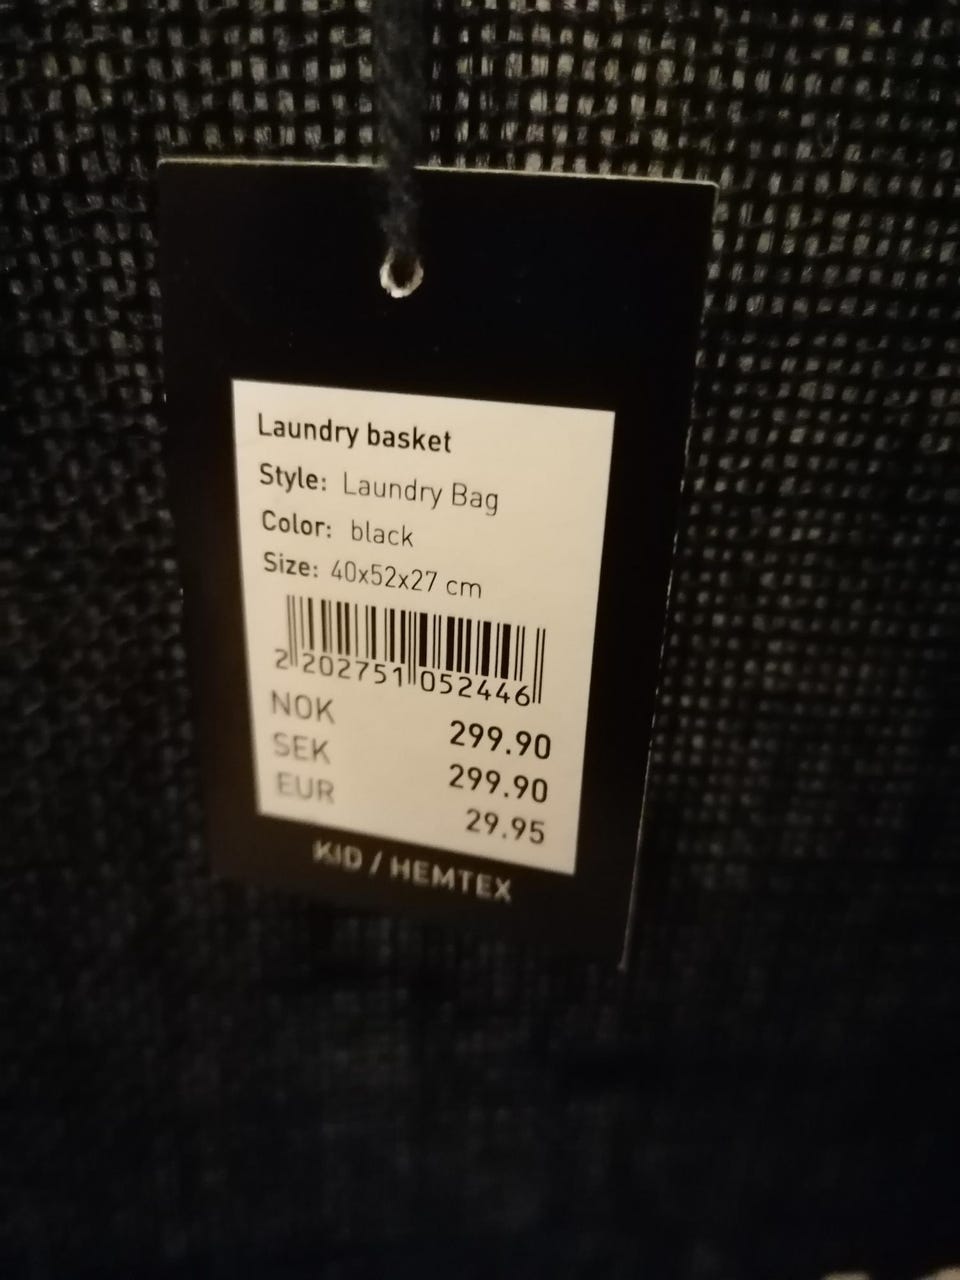 Laundry basket
Style: Laundry Bag
Color: black
Size: 40x52x27 cm
2 202751 052446
NOK 299.90
SEK 299.90
EUR 29.95
KID / HEMTEX